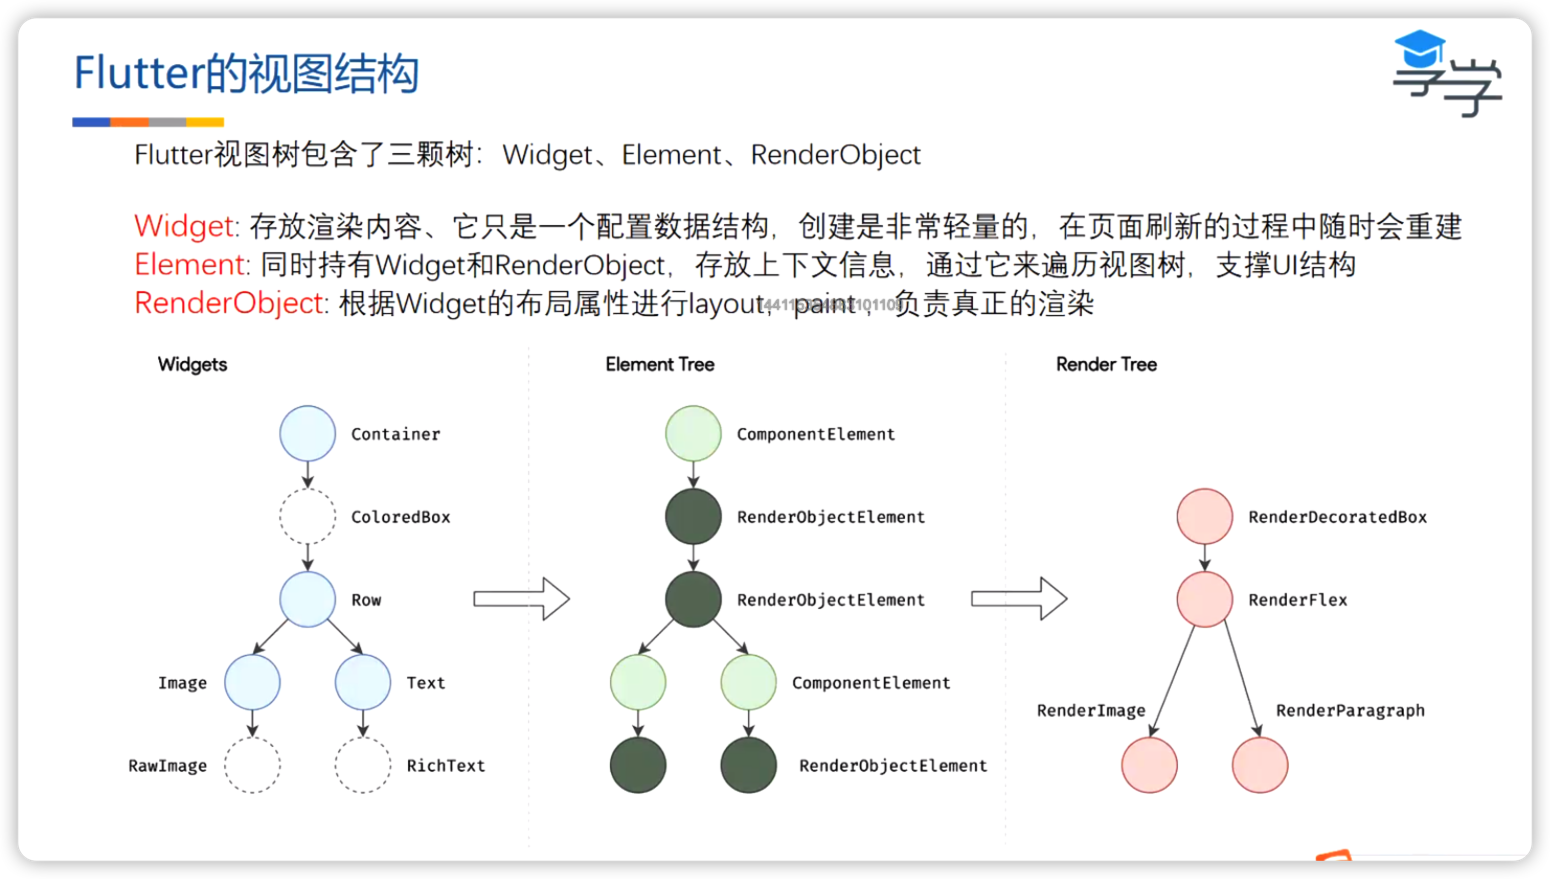 Flutter的视图结构
享学
Flutter视图树包含了三颗树：Widget、Element、RenderObject
Widget: 存放渲染内容、它只是一个配置数据结构，创建是非常轻量的，在页面刷新的过程中随时会重建
Element: 同时持有Widget和RenderObject，存放上下文信息，通过它来遍历视图树，支撑UI结构
RenderObject: 根据Widget的布局属性进行layout，paint ，负责真正的渲染
Widgets
Element Tree
Render Tree
Container
ComponentElement
ColoredBox
RenderObjectElement
RenderDecoratedBox
Row
RenderObjectElement
RenderFlex
Image
Text
ComponentElement
RenderImage
RenderParagraph
RawImage
RichText
RenderObjectElement